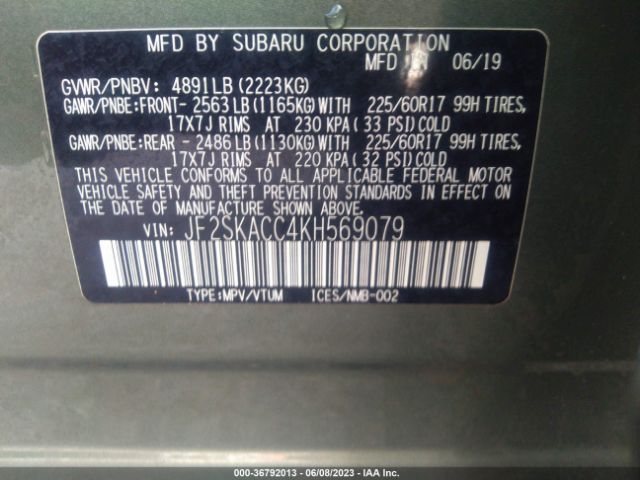 MFD BY SUBARU CORPORATION
MFD IN 06/19
GVWR/PNBV: 4891LB (2223KG)
GAWR/PNBE:FRONT- 2563 LB (1165KG) WITH 225/60R17 99H TIRES,
17X7J RIMS AT 230 KPA ( 33 PSI) COLD
GAWR/PNBE:REAR - 2486 LB (1130KG) WITH 225/60R17 99H TIRES,
17X7J RIMS AT 220 KPA ( 32 PSI) COLD
THIS VEHICLE CONFORMS TO ALL APPLICABLE FEDERAL MOTOR
VEHICLE SAFETY AND THEFT PREVENTION STANDARDS IN EFFECT ON
THE DATE OF MANUFACTURE SHOWN ABOVE.
VIN: JF2SKACC4KH569079
TYPE:MPV/VTUM ICES/NMB-002
000-36792013 - 06/08/2023 - iaai.com